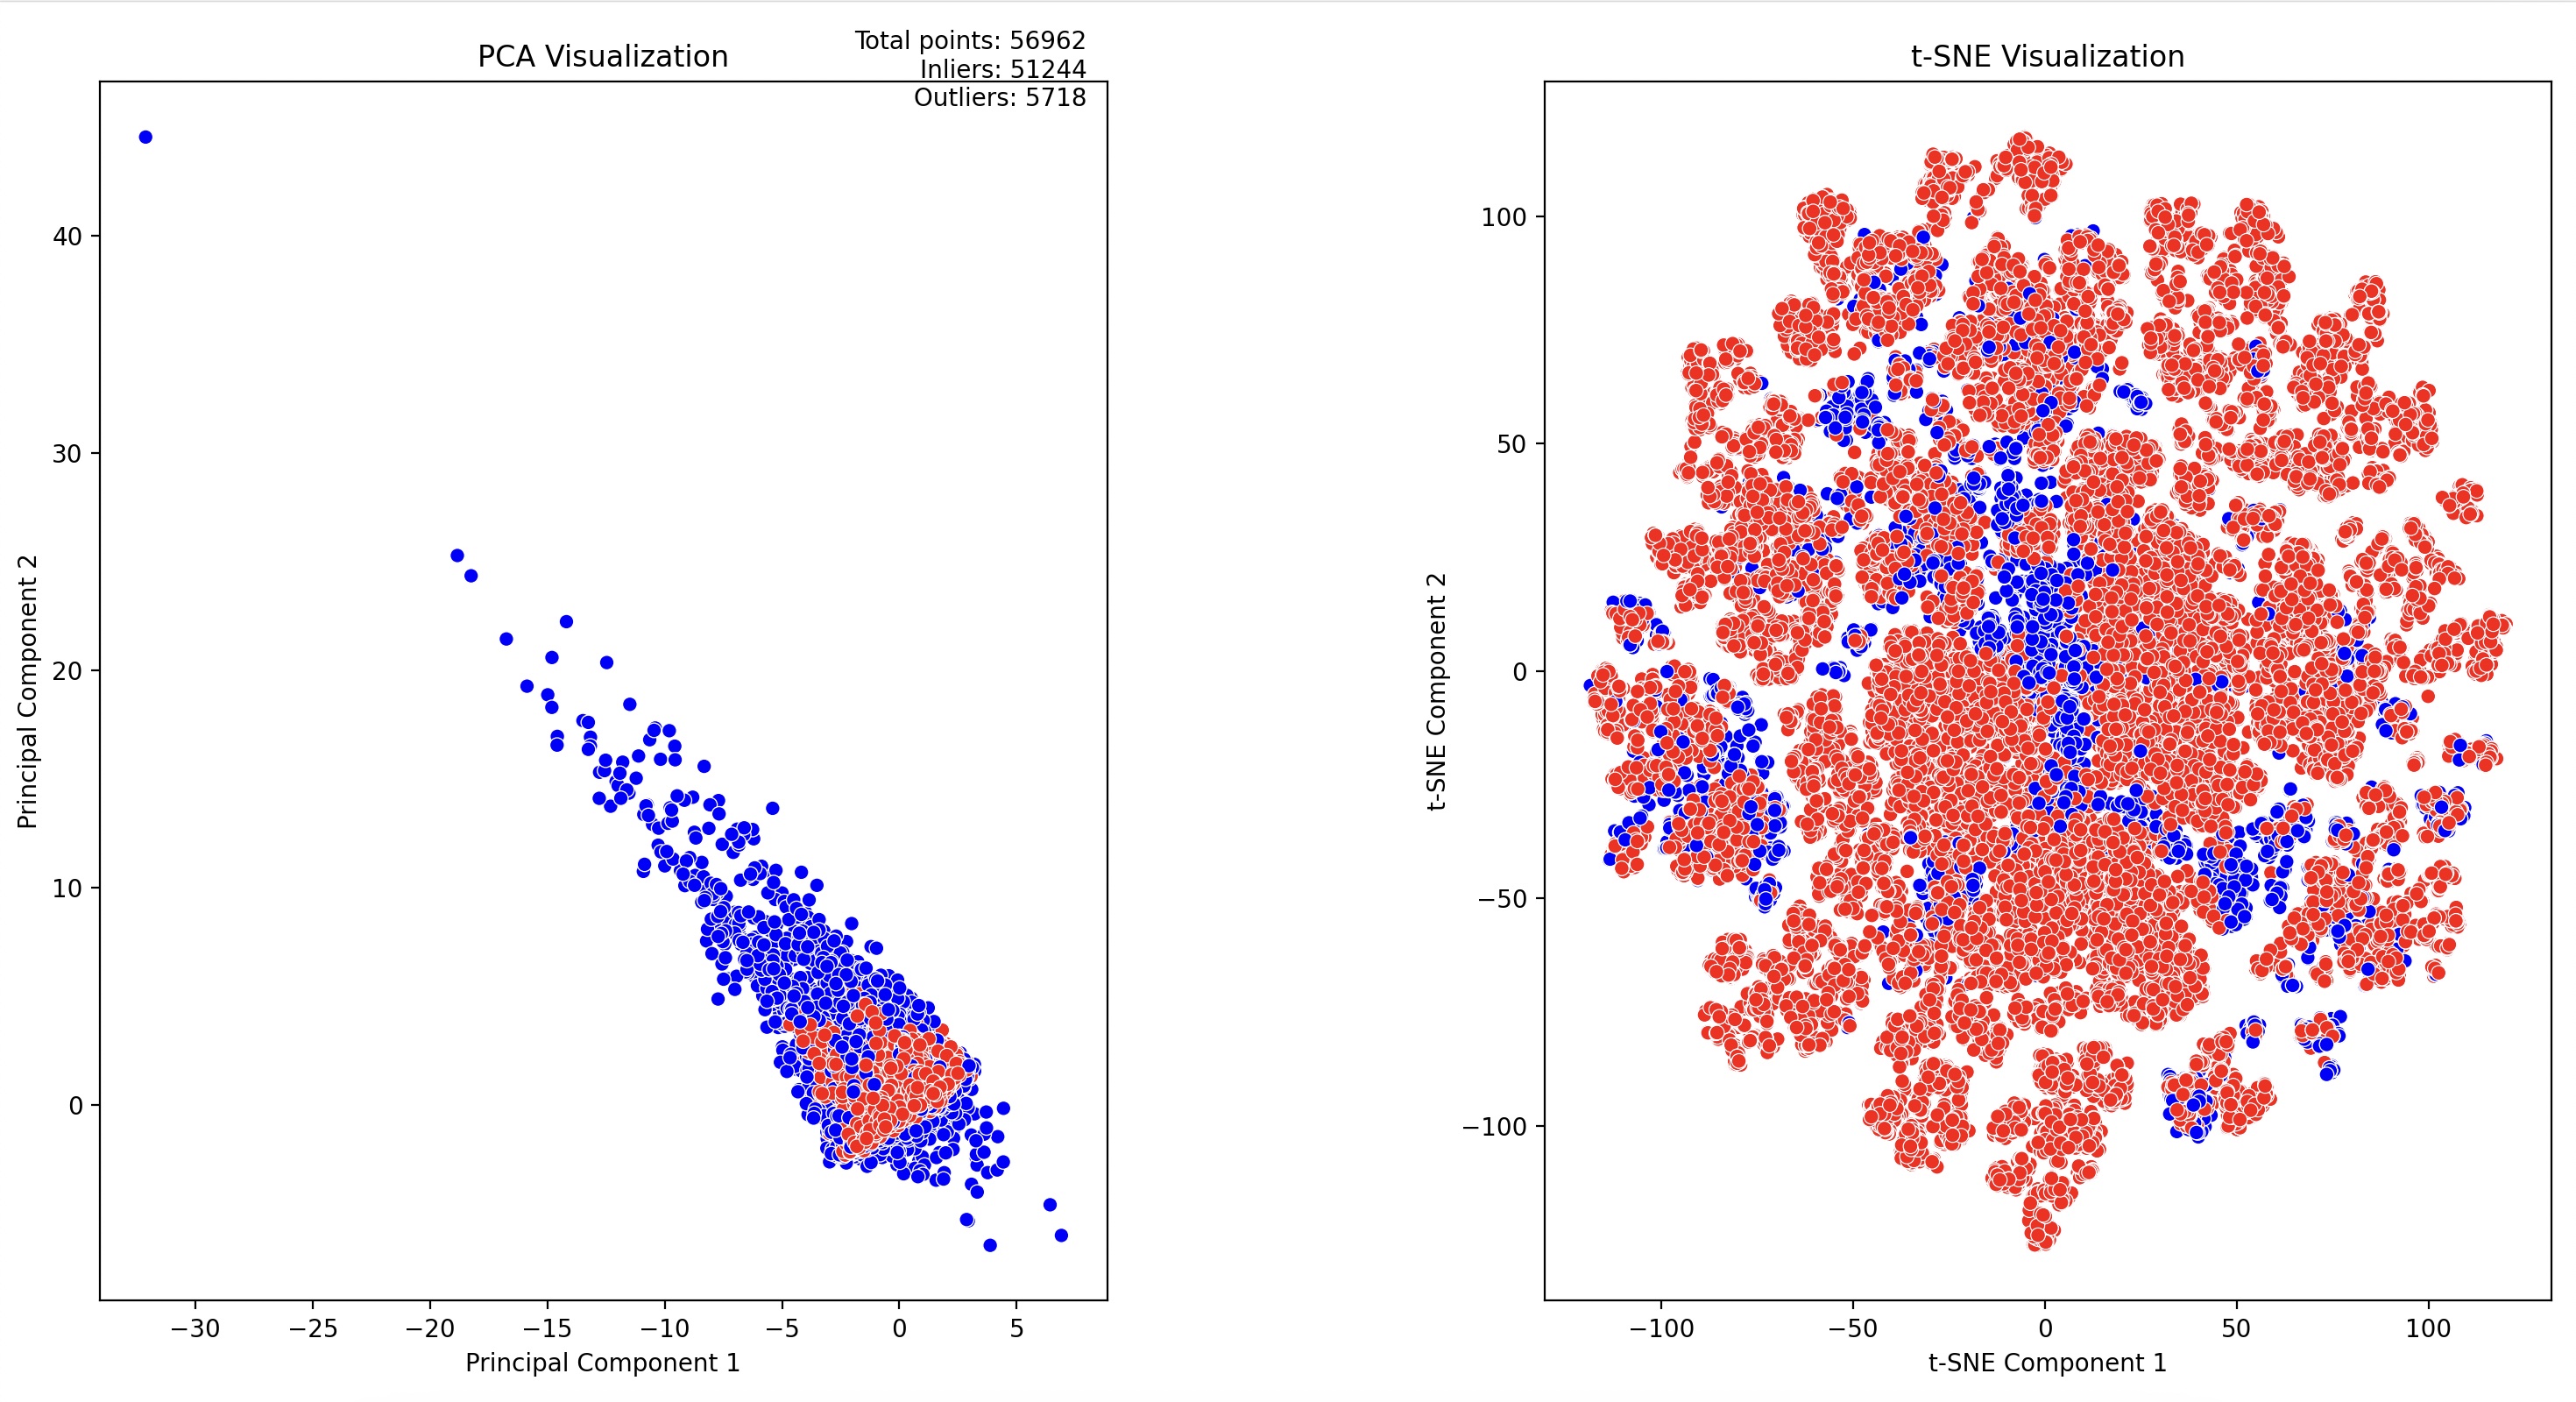 PCA Visualization
Total points: 56962
Inliers: 51244
Outliers: 5718
40
30
20
10
0
Principal Component 2
−30 −25 −20 −15 −10 −5 0 5
Principal Component 1
t-SNE Visualization
100
50
0
−50
−100
t-SNE Component 2
−100 −50 0 50 100
t-SNE Component 1